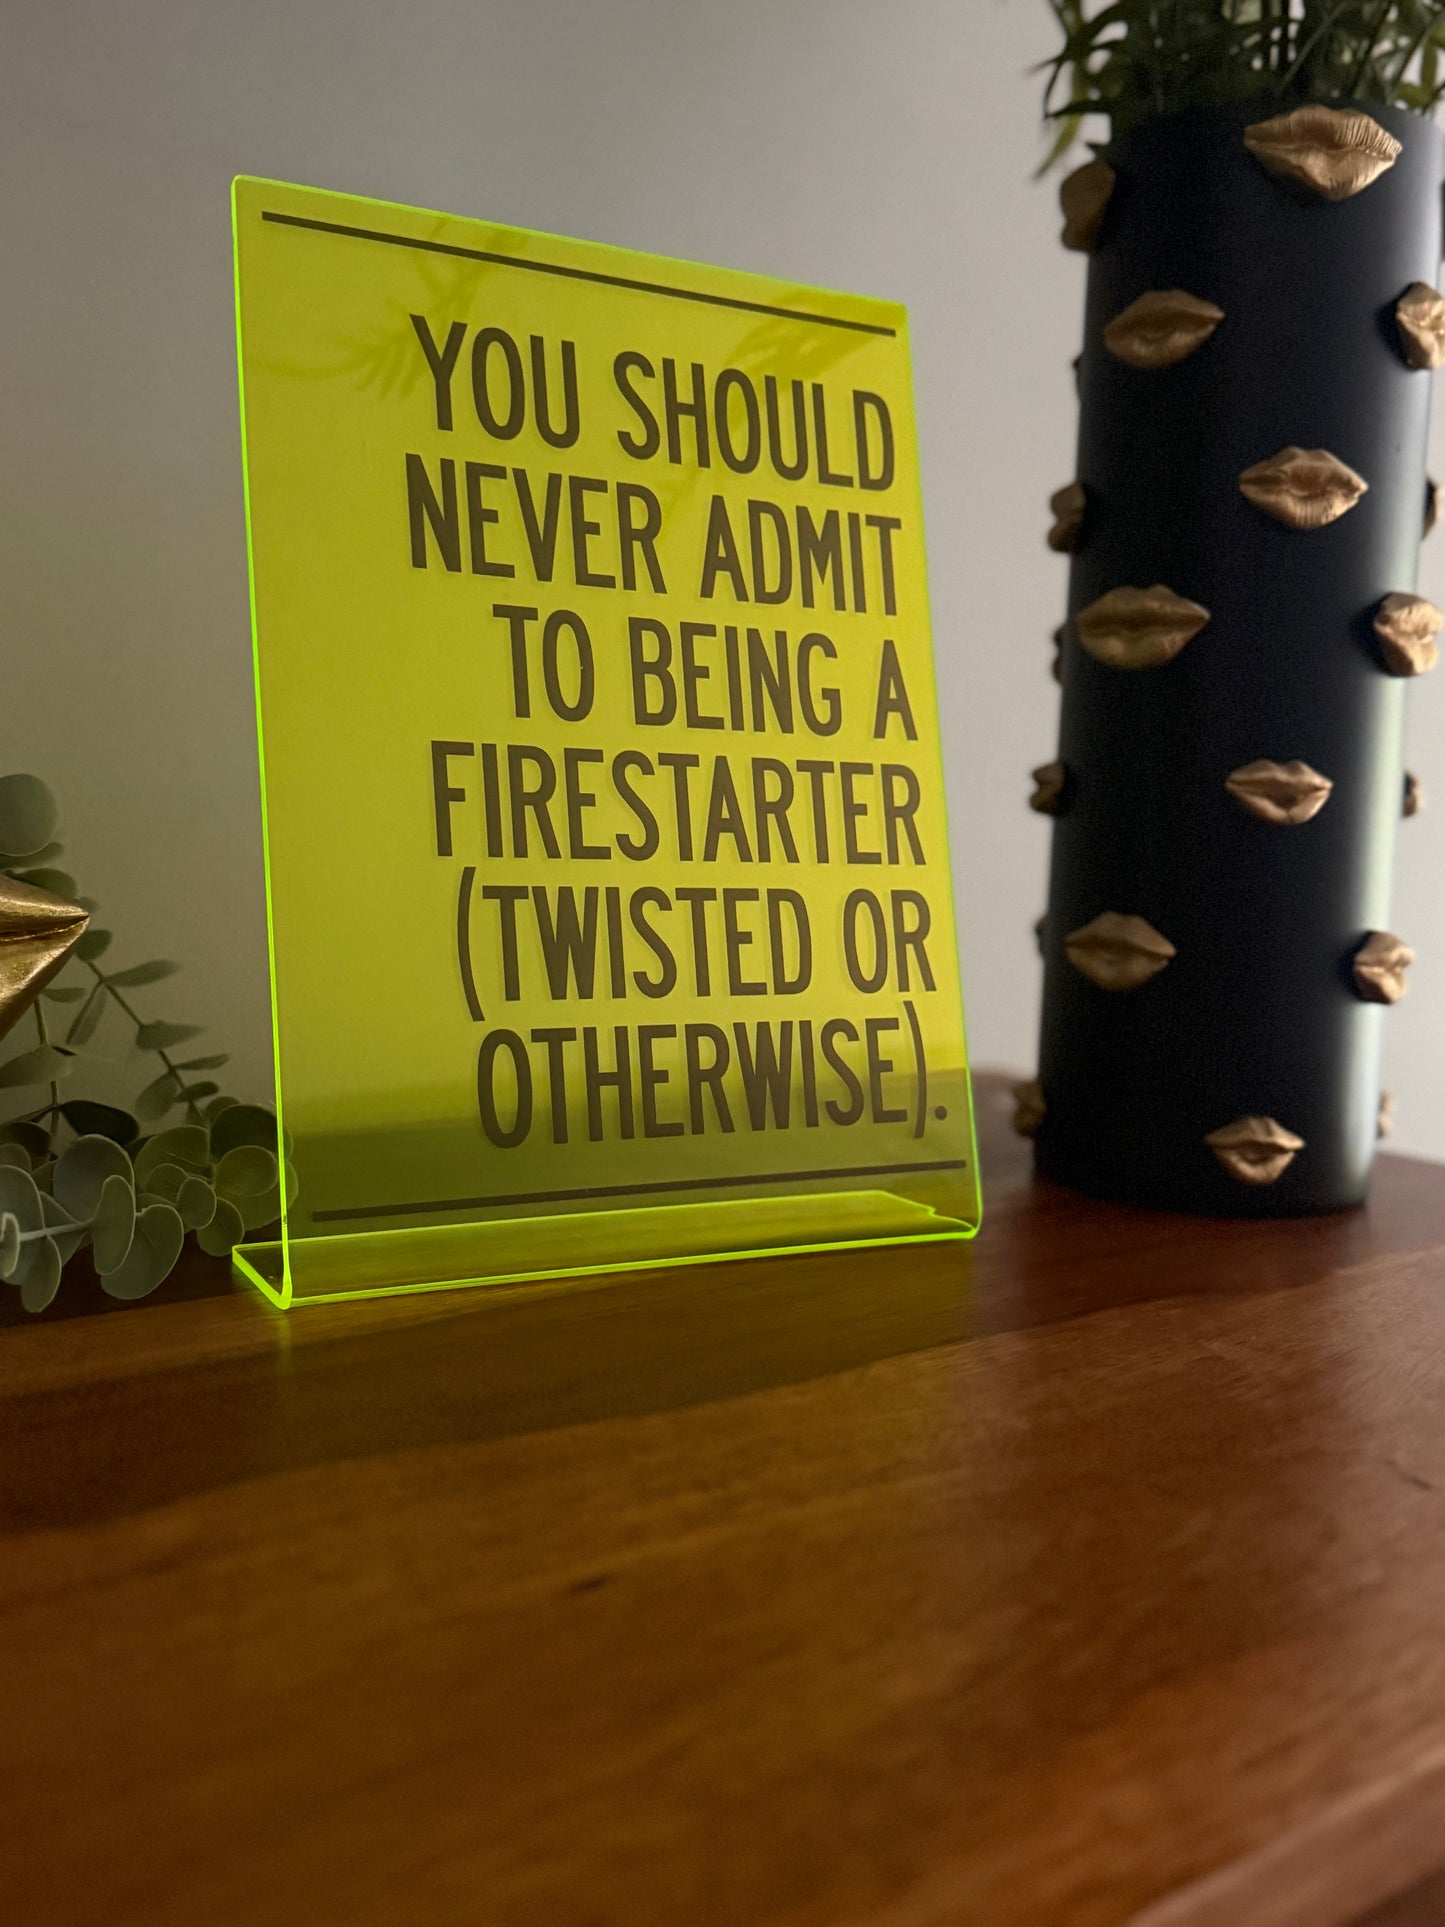 YOU SHOULD
NEVER ADMIT
TO BEING A
FIRESTARTER
(TWISTED OR
OTHERWISE).